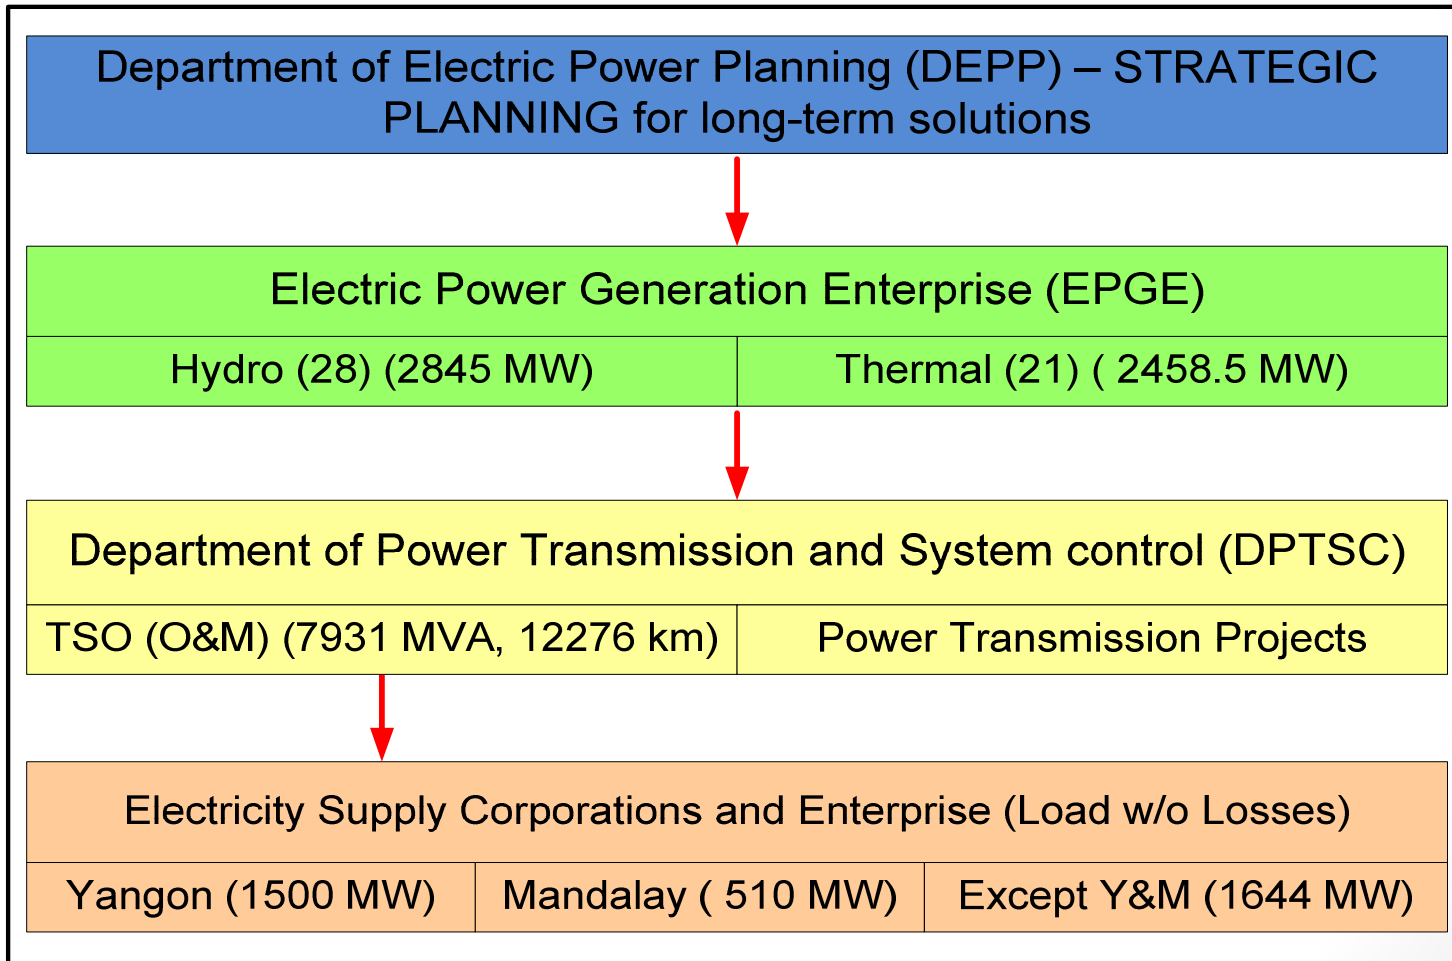 Department of Electric Power Planning (DEPP) – STRATEGIC
PLANNING for long-term solutions
Electric Power Generation Enterprise (EPGE)
Hydro (28) (2845 MW)
Thermal (21) ( 2458.5 MW)
Department of Power Transmission and System control (DPTSC)
TSO (O&M) (7931 MVA, 12276 km)
Power Transmission Projects
Electricity Supply Corporations and Enterprise (Load w/o Losses)
Yangon (1500 MW)
Mandalay ( 510 MW)
Except Y&M (1644 MW)